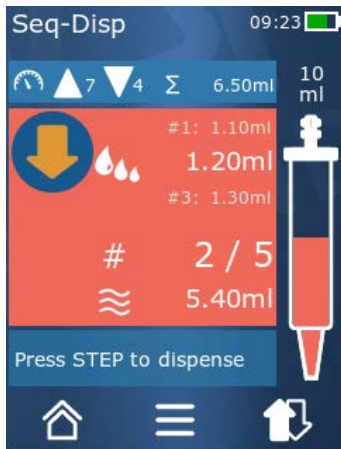 Seq-Disp 09:23
7 4 Σ 6.50ml
10 ml
#1: 1.10ml
1.20ml
#3: 1.30ml
# 2 / 5
5.40ml
Press STEP to dispense